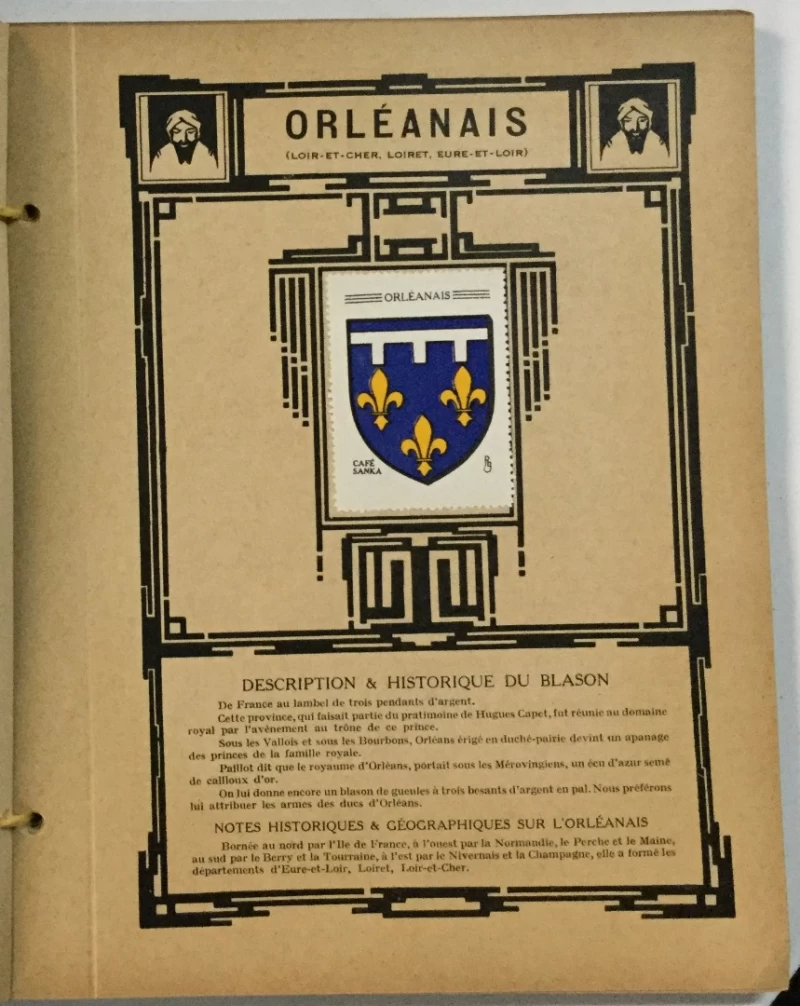 ORLÉANAIS
(LOIR-ET-CHER, LOIRET, EURE-ET-LOIR)
ORLÉANAIS
CAFÉ
SANKA
DESCRIPTION & HISTORIQUE DU BLASON
De France au lambel de trois pendants d'argent.
Cette province, qui faisait partie du pratimoine de Hugues Capet, fut réunie au domaine
royal par l'avènement au trône de ce prince.
Sous les Vallois et sous les Bourbons, Orléans érigé en duché-pairie devint un apanage
des princes de la famille royale.
Paillot dit que le royaume d'Orléans, portait sous les Mérovingiens, un écu d'azur semé
de cailloux d'or.
On lui donne encore un blason de gueules à trois besants d'argent en pal. Nous préférons
lui attribuer les armes des ducs d'Orléans.
NOTES HISTORIQUES & GÉOGRAPHIQUES SUR L'ORLÉANAIS
Bornée au nord par l'Ile de France, à l'ouest par la Normandie, le Perche et le Maine,
au sud par le Berry et la Tourraine, à l'est par le Nivernais et la Champagne, elle a formé les
départements d'Eure-et-Loir, Loiret, Loir-et-Cher.